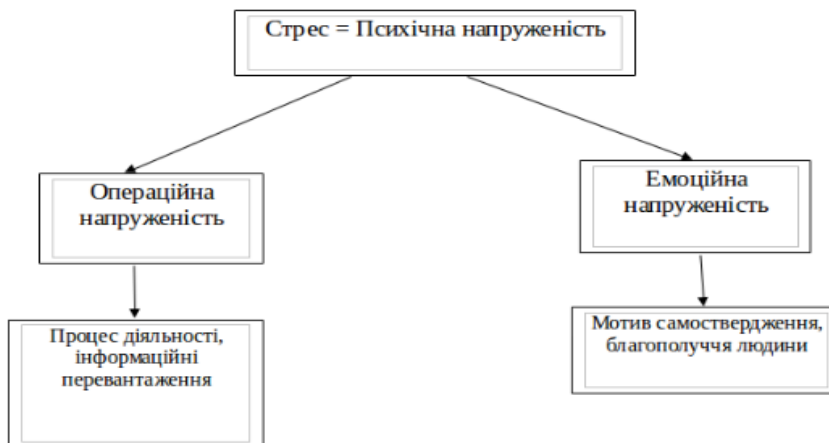 Стрес = Психічна напруженість
Операційна
напруженість
Емоційна
напруженість
Процес діяльності,
інформаційні
перевантаження
Мотив самоствердження,
благополуччя людини